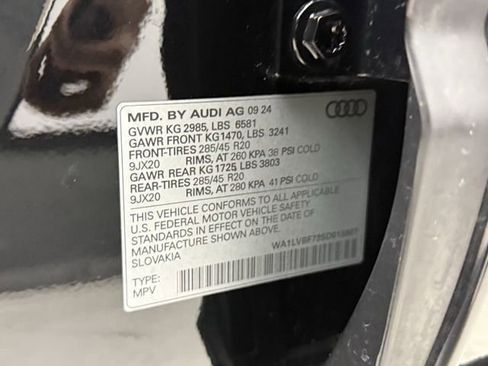 MFD. BY AUDI AG 09 24
GVWR KG 2985, LBS 6581
GAWR FRONT KG1470, LBS 3241
FRONT-TIRES 285/45 R20
9JX20 RIMS, AT 260 KPA 38 PSI COLD
GAWR REAR KG 1725 LBS 3803
REAR-TIRES 285/45 R20
9JX20 RIMS, AT 280 KPA 41 PSI COLD
THIS VEHICLE CONFORMS TO ALL APPLICABLE
U.S. FEDERAL MOTOR VEHICLE SAFETY STANDARDS
IN EFFECT ON THE DATE OF
MANUFACTURE SHOWN ABOVE.
SLOVAKIA
TYPE:
MPV